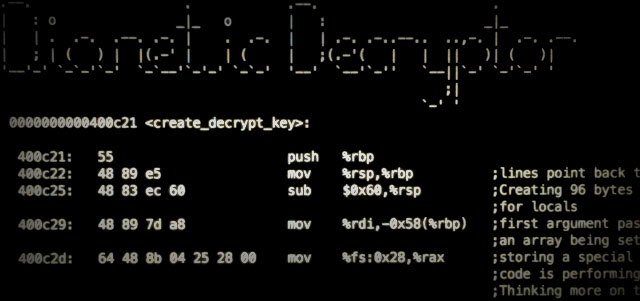 Dionetic Decryptor
0000000000400c21 <create_decrypt_key>:
400c21: 55 push %rbp
400c22: 48 89 e5 mov %rsp,%rbp ;lines point back t
400c25: 48 83 ec 60 sub $0x60,%rsp ;Creating 96 bytes
;for locals
400c29: 48 89 7d a8 mov %rdi,-0x58(%rbp) ;first argument pas
;an array being set
400c2d: 64 48 8b 04 25 28 00 mov %fs:0x28,%rax ;storing a special
;code is performing
;Thinking more on t